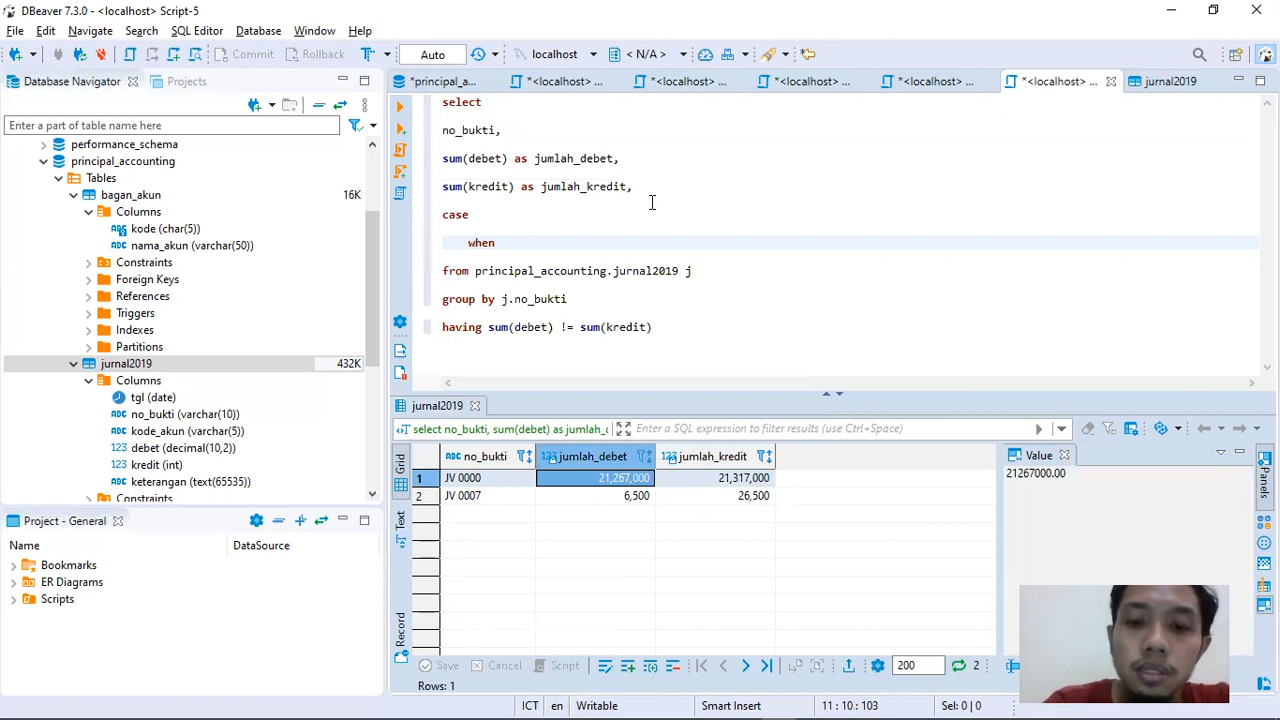 DBeaver 7.3.0 - <localhost> Script-5
File Edit Navigate Search SQL Editor Database Window Help
Commit Rollback Auto localhost < N/A >
Database Navigator Projects
*principal_a... *<localhost> ... *<localhost> ... *<localhost> ... *<localhost> ... *<localhost> ... jurnal2019
Enter a part of table name here
performance_schema
principal_accounting
Tables
bagan_akun 16K
Columns
kode (char(5))
nama_akun (varchar(50))
Constraints
Foreign Keys
References
Triggers
Indexes
Partitions
jurnal2019 432K
Columns
tgl (date)
no_bukti (varchar(10))
kode_akun (varchar(5))
debet (decimal(10,2))
kredit (int)
keterangan (text(65535))
Constraints
select
no_bukti,
sum(debet) as jumlah_debet,
sum(kredit) as jumlah_kredit,
case
when
from principal_accounting.jurnal2019 j
group by j.no_bukti
having sum(debet) != sum(kredit)
Project - General
Name DataSource
Bookmarks
ER Diagrams
Scripts
jurnal2019
select no_bukti, sum(debet) as jumlah_d Enter a SQL expression to filter results (use Ctrl+Space)
Grid
Text
Record
no_bukti jumlah_debet jumlah_kredit
1 JV 0000 21,267,000 21,317,000
2 JV 0007 6,500 26,500
Value
21267000.00
Panels
Save Cancel Script 200 2
Rows: 1
ICT en Writable Smart Insert 11 : 10 : 103 Sel: 0 | 0